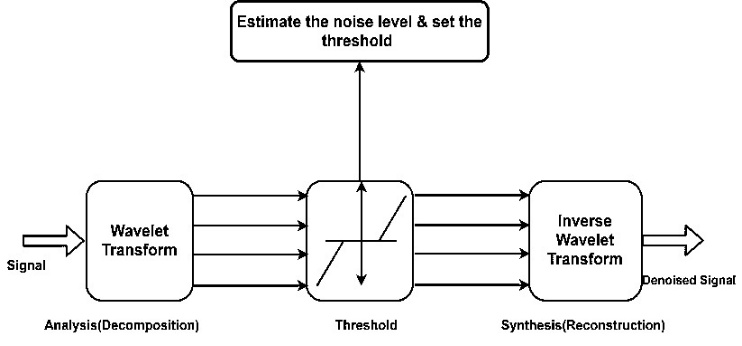 Estimate the noise level & set the
threshold
Wavelet
Transform
Inverse
Wavelet
Transform
Signal
Denoised Signal
Analysis(Decomposition)
Threshold
Synthesis(Reconstruction)